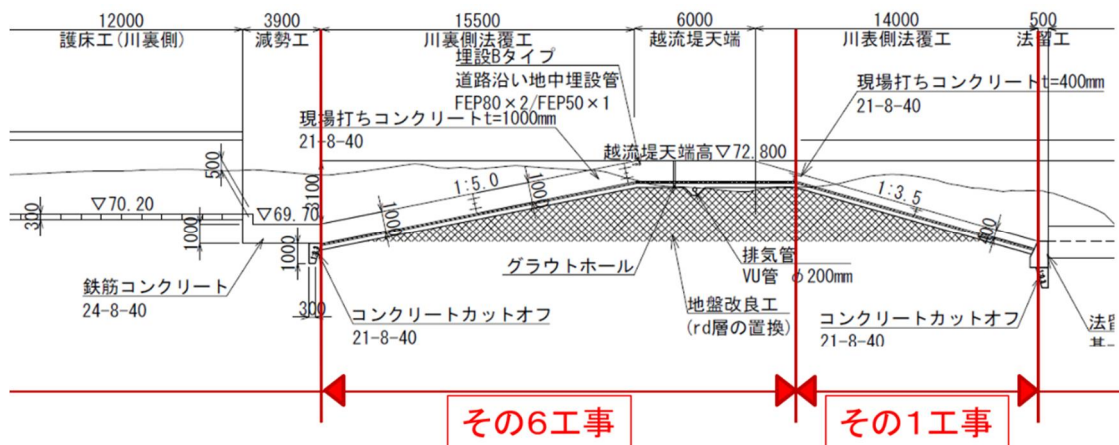 12000
3900
15500
6000
14000
500
護床工(川裏側)
減勢工
川裏側法覆工
越流堤天端
川表側法覆工
法留工
埋設Bタイプ
道路沿い地中埋設管
FEP80×2/FEP50×1
現場打ちコンクリートt=1000mm
21-8-40
現場打ちコンクリートt=400mm
21-8-40
越流堤天端高▽72.800
500
3100
1:5.0
1000
1:3.5
▽70.20
▽69.70
300
1000
1000
1000
400
鉄筋コンクリート
24-8-40
300
グラウトホール
排気管
VU管 φ200mm
コンクリートカットオフ
21-8-40
地盤改良工
(rd層の置換)
コンクリートカットオフ
21-8-40
その6工事
その1工事